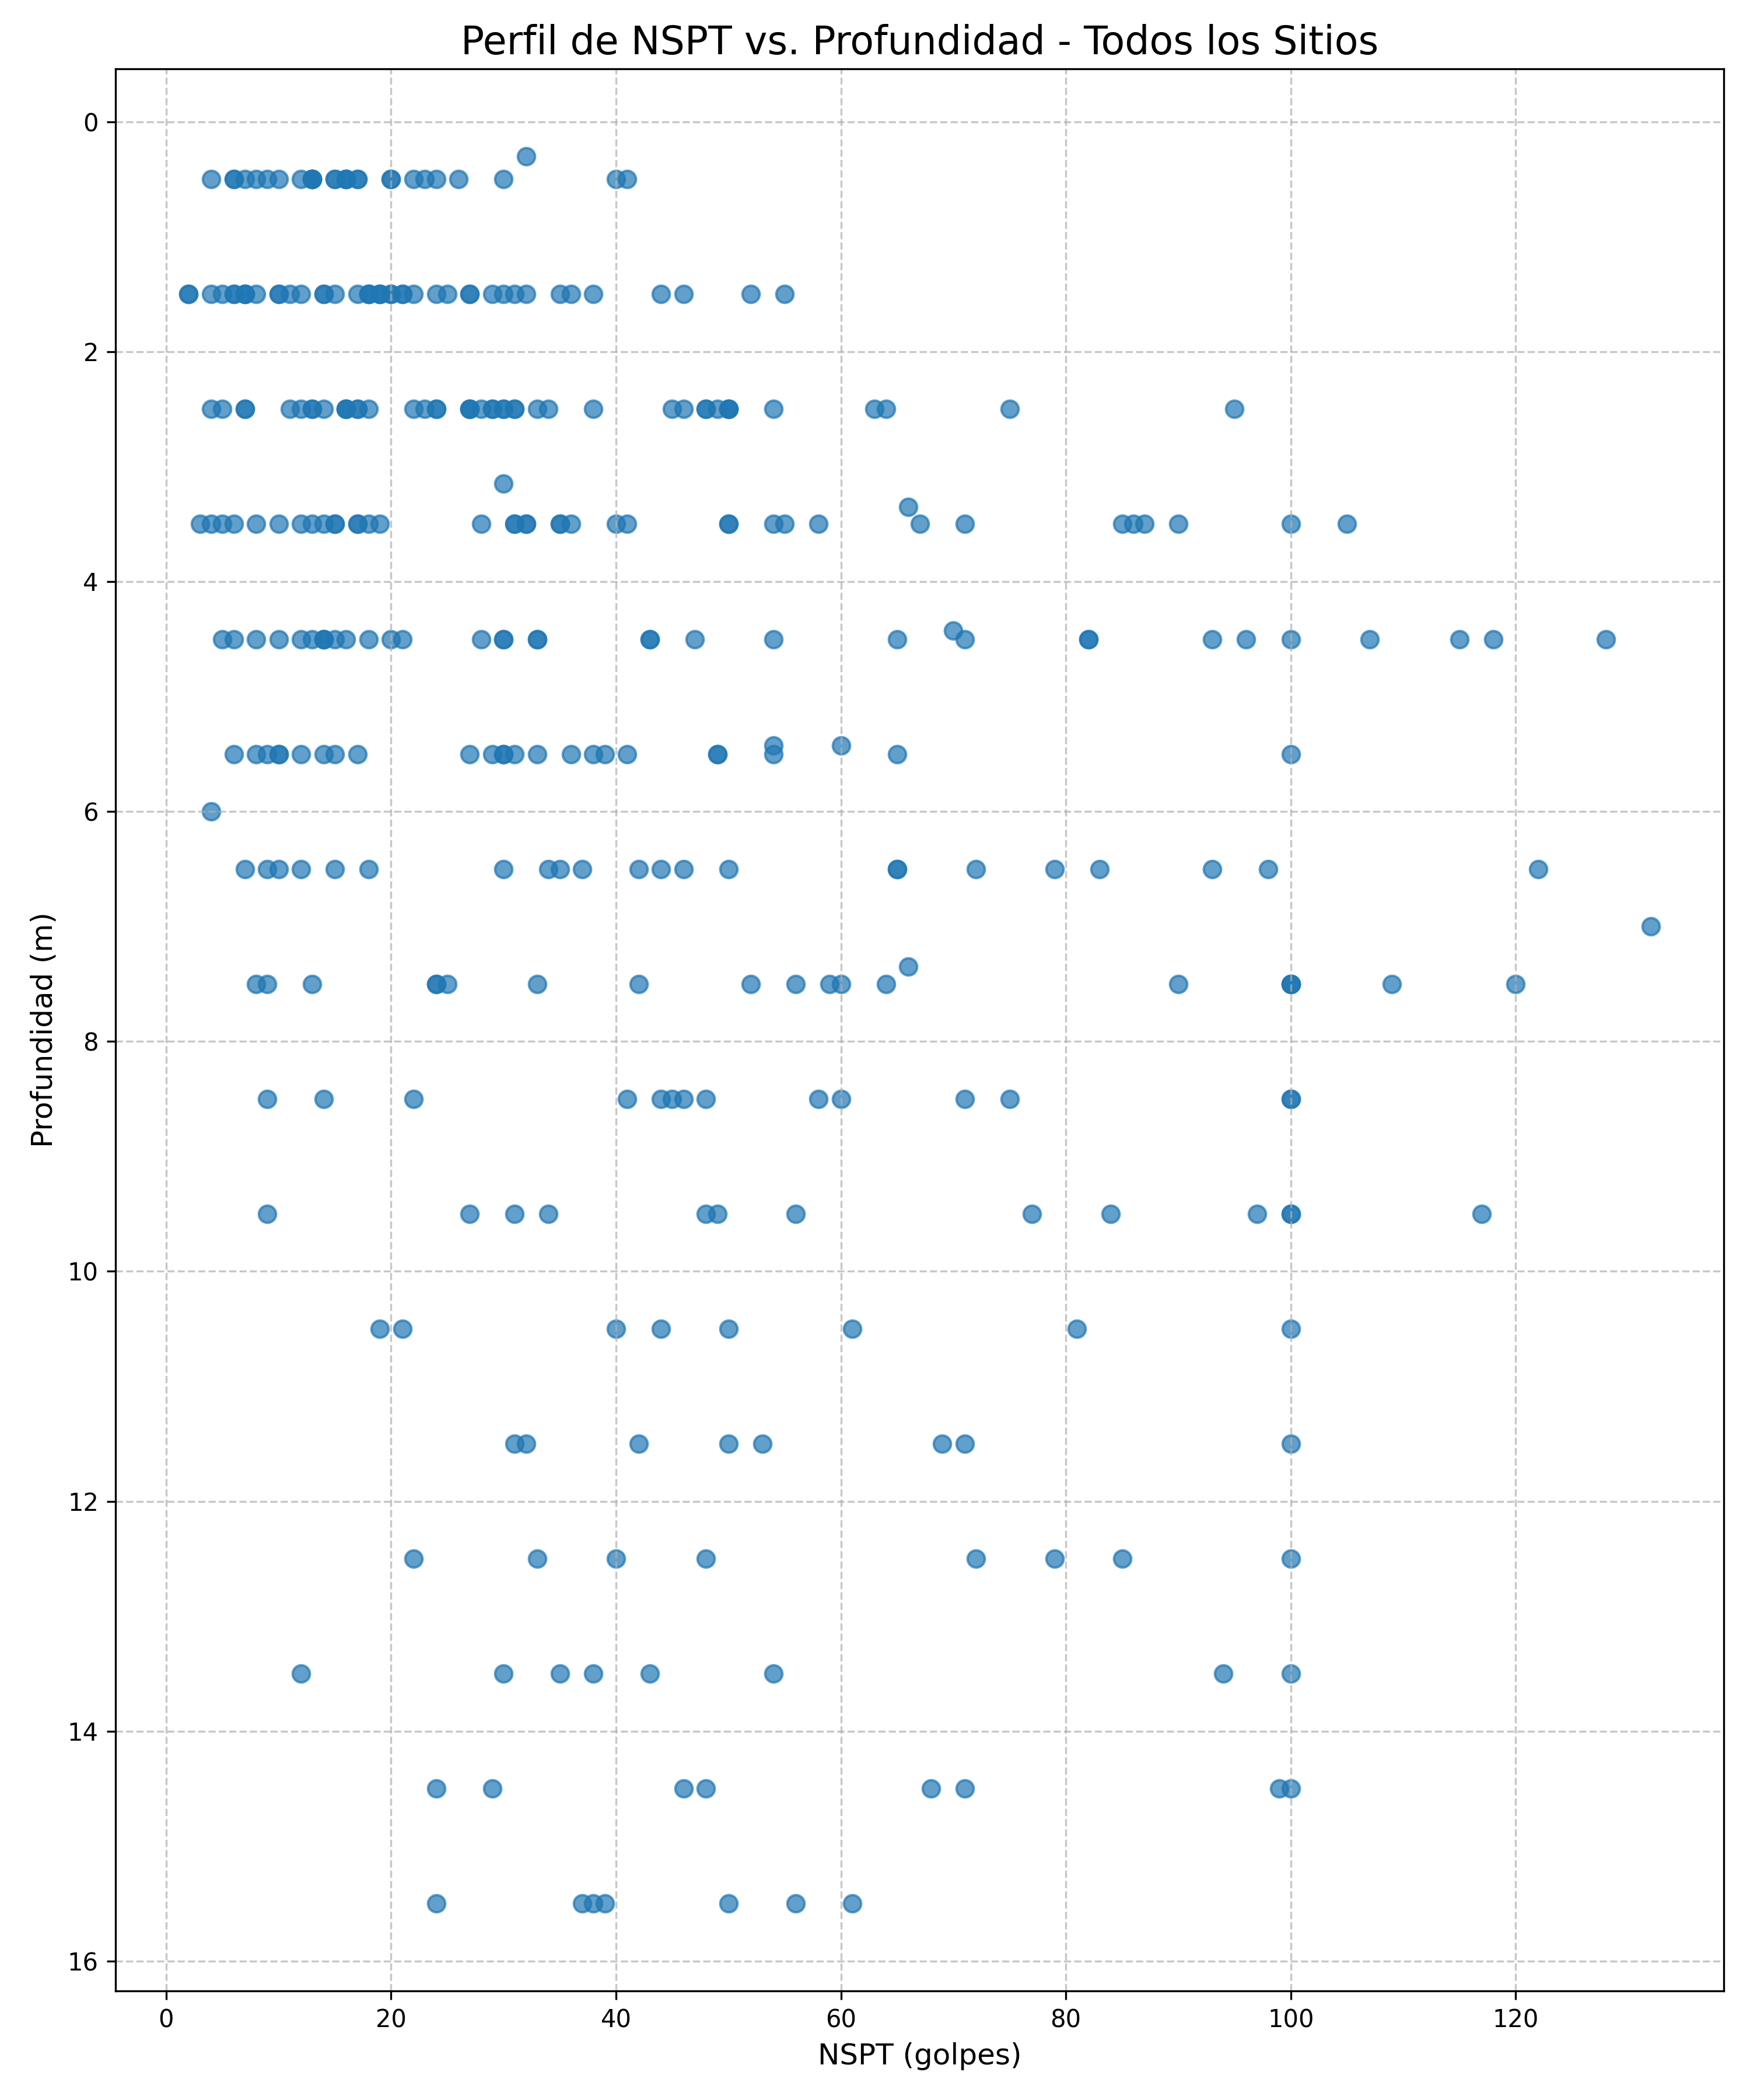 Perfil de NSPT vs. Profundidad - Todos los Sitios
0
2
4
6
8
10
12
14
16
Profundidad (m)
0 20 40 60 80 100 120
NSPT (golpes)